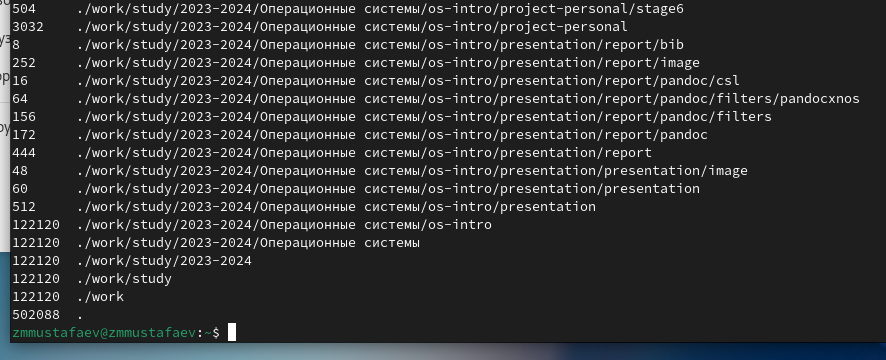 504 ./work/study/2023-2024/Операционные системы/os-intro/project-personal/stage6
3032 ./work/study/2023-2024/Операционные системы/os-intro/project-personal
8 ./work/study/2023-2024/Операционные системы/os-intro/presentation/report/bib
252 ./work/study/2023-2024/Операционные системы/os-intro/presentation/report/image
16 ./work/study/2023-2024/Операционные системы/os-intro/presentation/report/pandoc/csl
64 ./work/study/2023-2024/Операционные системы/os-intro/presentation/report/pandoc/filters/pandocxnos
156 ./work/study/2023-2024/Операционные системы/os-intro/presentation/report/pandoc/filters
172 ./work/study/2023-2024/Операционные системы/os-intro/presentation/report/pandoc
444 ./work/study/2023-2024/Операционные системы/os-intro/presentation/report
48 ./work/study/2023-2024/Операционные системы/os-intro/presentation/presentation/image
60 ./work/study/2023-2024/Операционные системы/os-intro/presentation/presentation
512 ./work/study/2023-2024/Операционные системы/os-intro/presentation
122120 ./work/study/2023-2024/Операционные системы/os-intro
122120 ./work/study/2023-2024/Операционные системы
122120 ./work/study/2023-2024
122120 ./work/study
122120 ./work
502088 .
zmmustafaev@zmmustafaev:~$